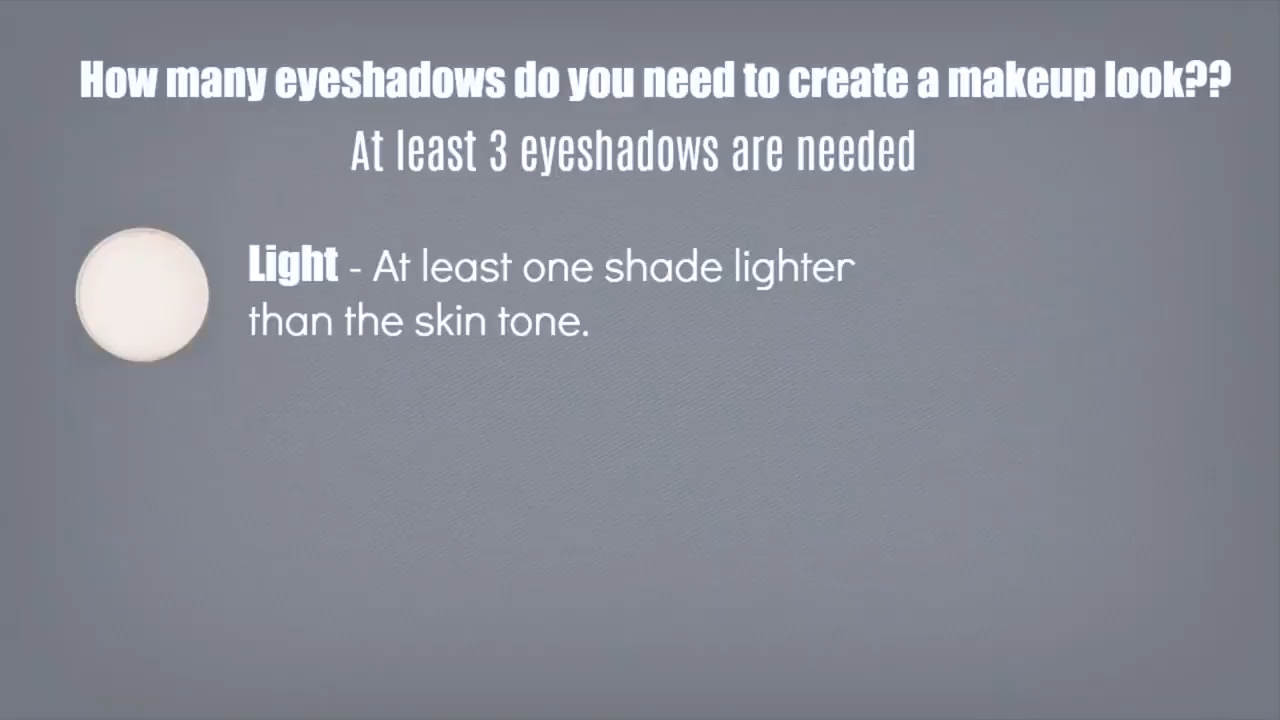 How many eyeshadows do you need to create a makeup look??
At least 3 eyeshadows are needed
Light - At least one shade lighter
than the skin tone.